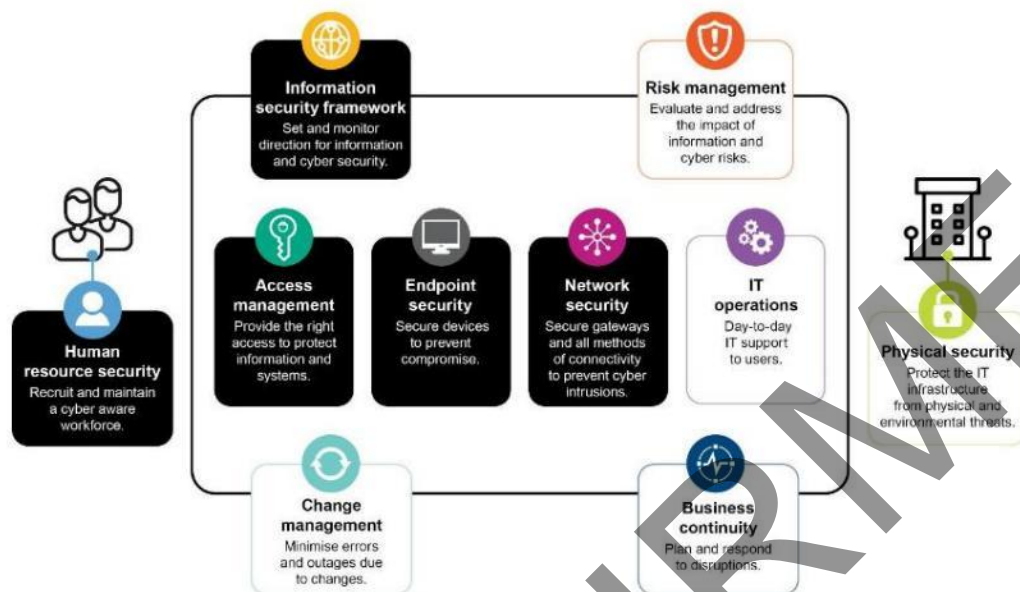 Information
security framework
Set and monitor
direction for information
and cyber security.
Risk management
Evaluate and address
the impact of
information and
cyber risks.
Human
resource security
Recruit and maintain
a cyber aware
workforce.
Access
management
Provide the right
access to protect
information and
systems.
Endpoint
security
Secure devices
to prevent
compromise.
Network
security
Secure gateways
and all methods
of connectivity
to prevent cyber
intrusions.
IT
operations
Day-to-day
IT support
to users.
Physical security
Protect the IT
infrastructure
from physical and
environmental threats.
Change
management
Minimise errors
and outages due
to changes.
Business
continuity
Plan and respond
to disruptions.